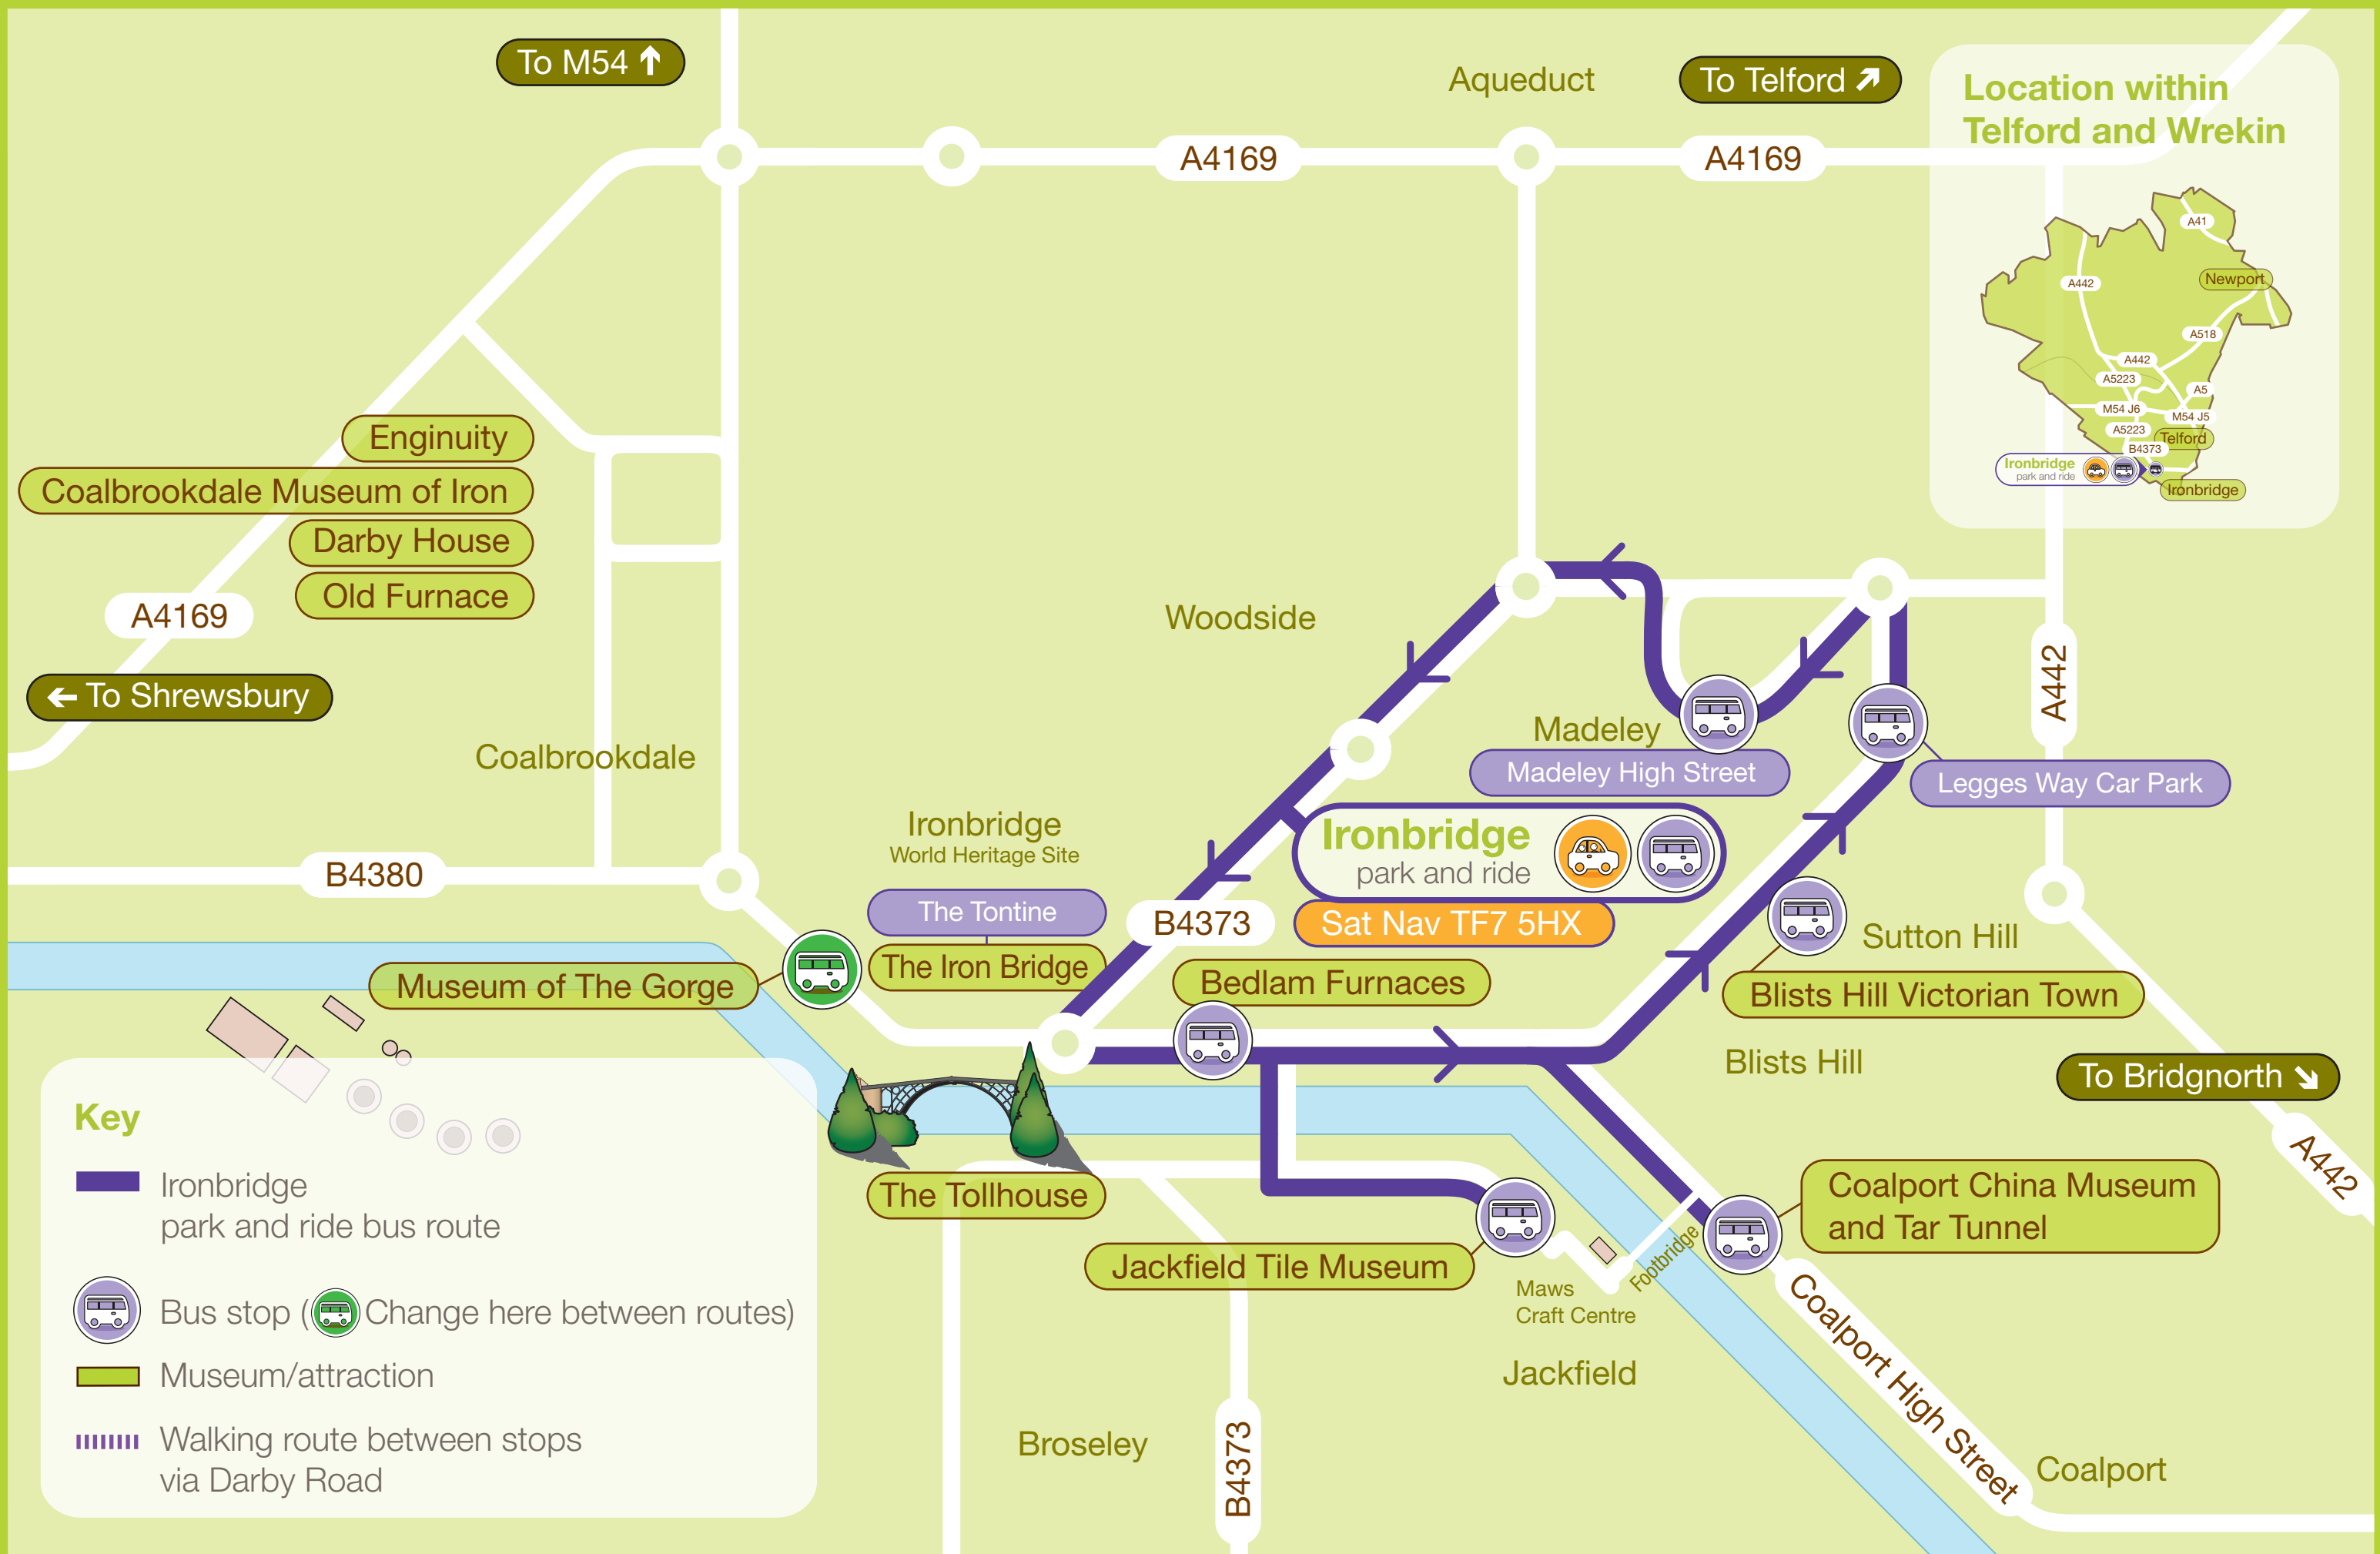 To M54
Aqueduct
To Telford
Location within
Telford and Wrekin
A4169
A4169
A41
A442
Newport
A518
A442
A5223
A5
M54 J6
M54 J5
A5223
Telford
B4373
Ironbridge
park and ride
Ironbridge
Enginuity
Coalbrookdale Museum of Iron
Darby House
Old Furnace
A4169
To Shrewsbury
Woodside
A442
Coalbrookdale
Madeley
Madeley High Street
Legges Way Car Park
Ironbridge
World Heritage Site
Ironbridge
park and ride
Sat Nav TF7 5HX
B4380
The Tontine
The Iron Bridge
B4373
Museum of The Gorge
Bedlam Furnaces
Sutton Hill
Blists Hill Victorian Town
Blists Hill
To Bridgnorth
A442
The Tollhouse
Coalport China Museum
and Tar Tunnel
Jackfield Tile Museum
Footbridge
Maws
Craft Centre
Jackfield
Coalport High Street
Broseley
B4373
Coalport
Key
Ironbridge
park and ride bus route
Bus stop (Change here between routes)
Museum/attraction
Walking route between stops
via Darby Road